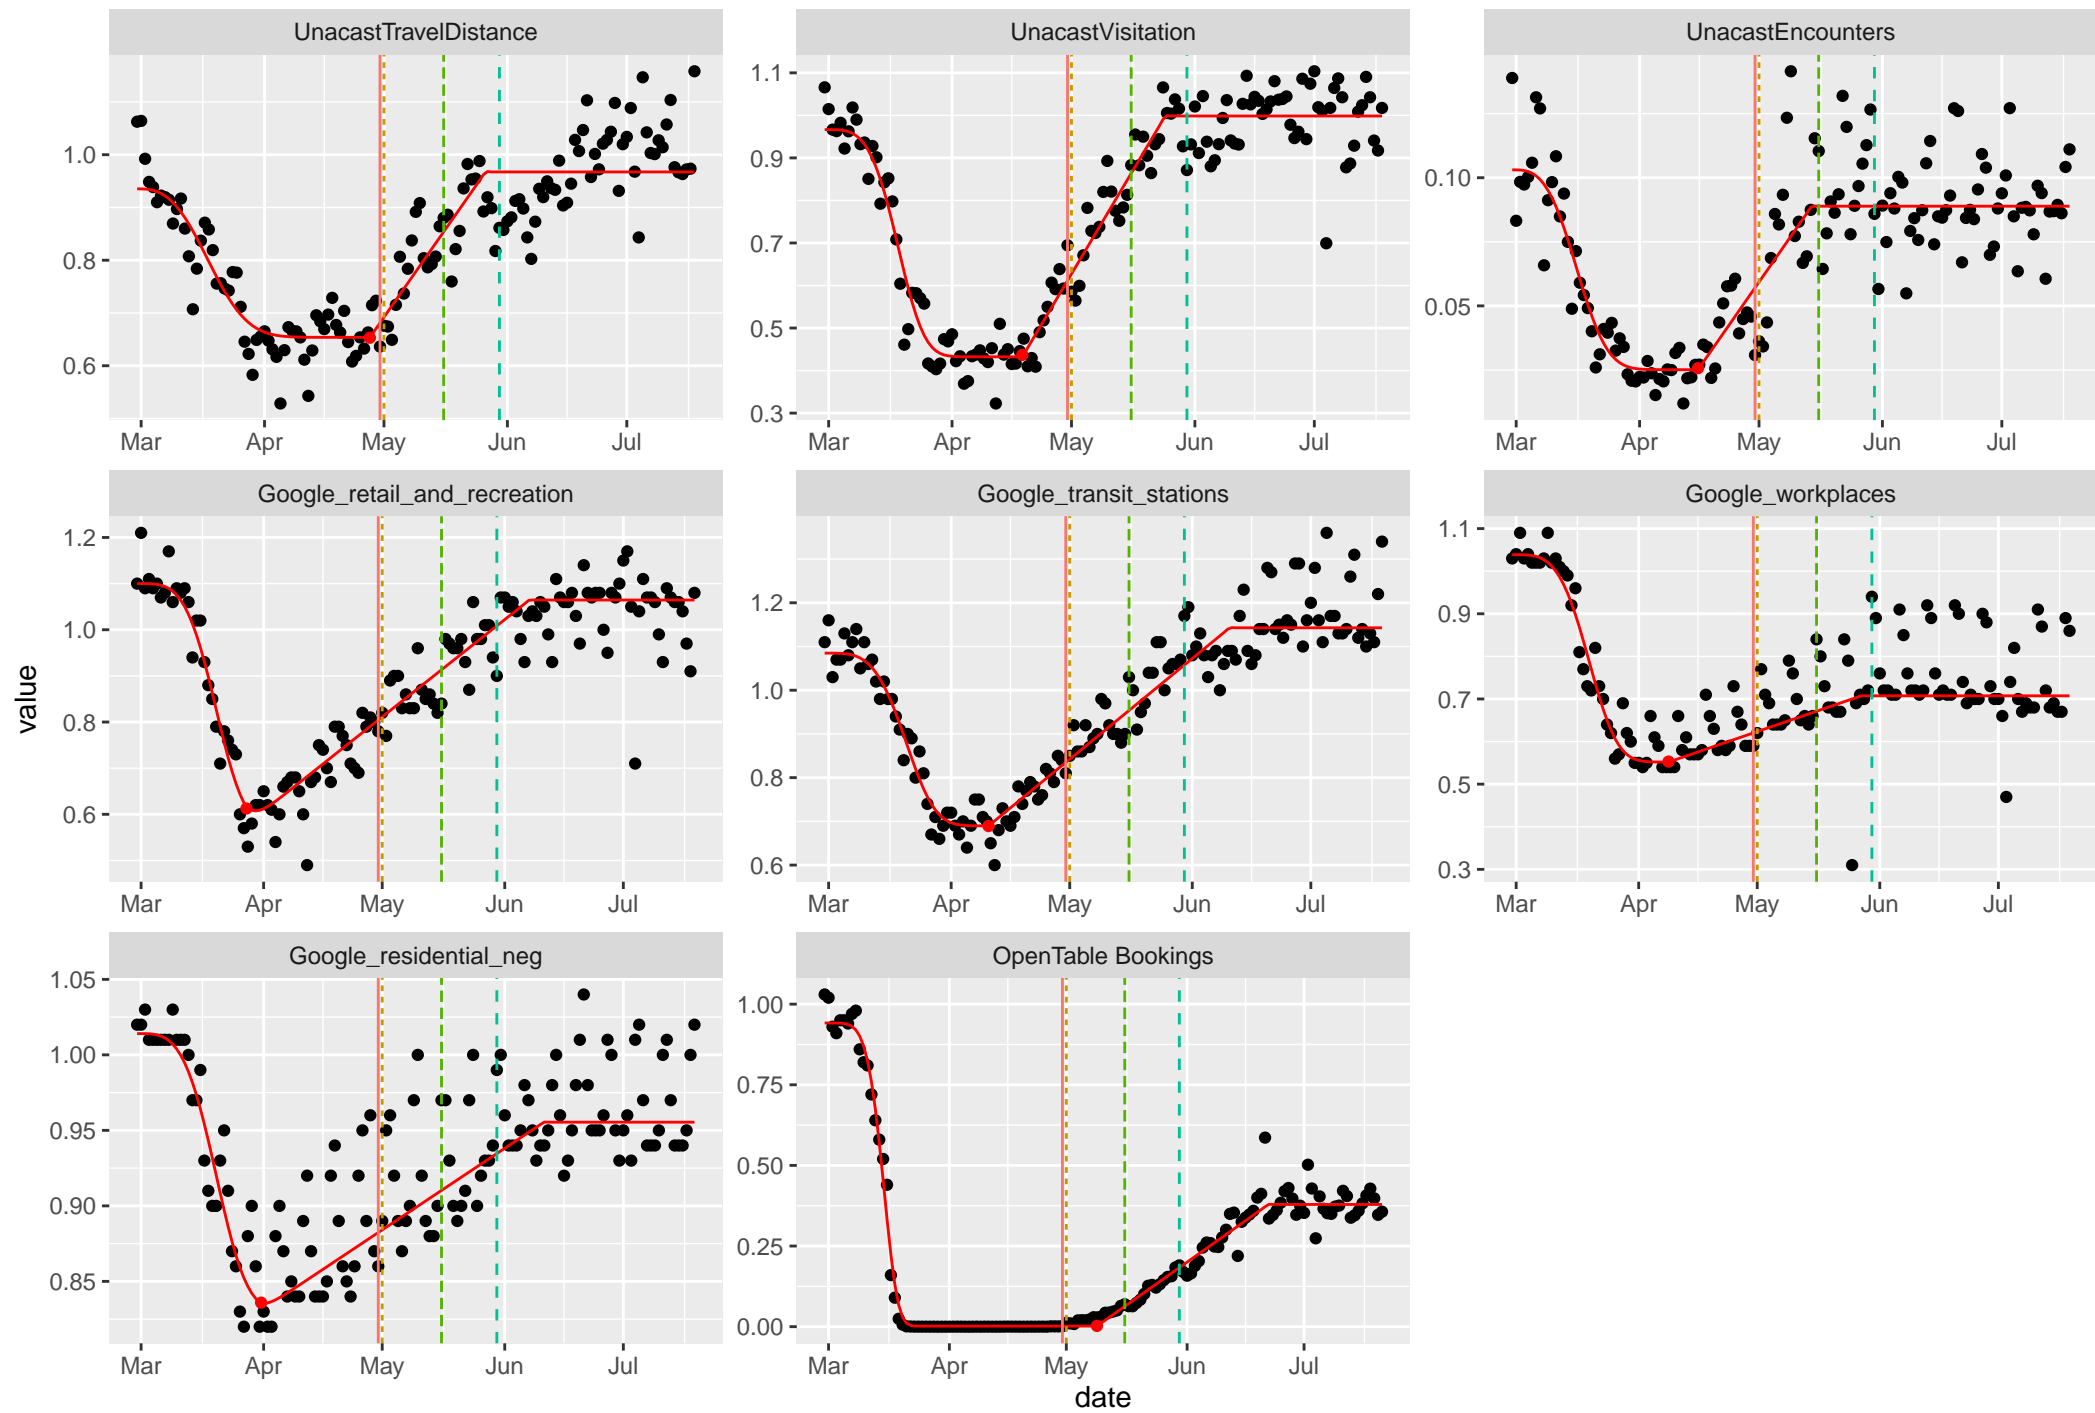 UnacastTravelDistance
UnacastVisitation
UnacastEncounters
1.0
0.8
0.6
1.1
0.9
0.7
0.5
0.3
0.10
0.05
Mar Apr May Jun Jul
Mar Apr May Jun Jul
Mar Apr May Jun Jul
Google_retail_and_recreation
Google_transit_stations
Google_workplaces
1.2
1.0
0.8
0.6
1.2
1.0
0.8
0.6
1.1
0.9
0.7
0.5
0.3
Mar Apr May Jun Jul
Mar Apr May Jun Jul
Mar Apr May Jun Jul
value
Google_residential_neg
OpenTable Bookings
1.05
1.00
0.95
0.90
0.85
1.00
0.75
0.50
0.25
0.00
Mar Apr May Jun Jul
Mar Apr May Jun Jul
date